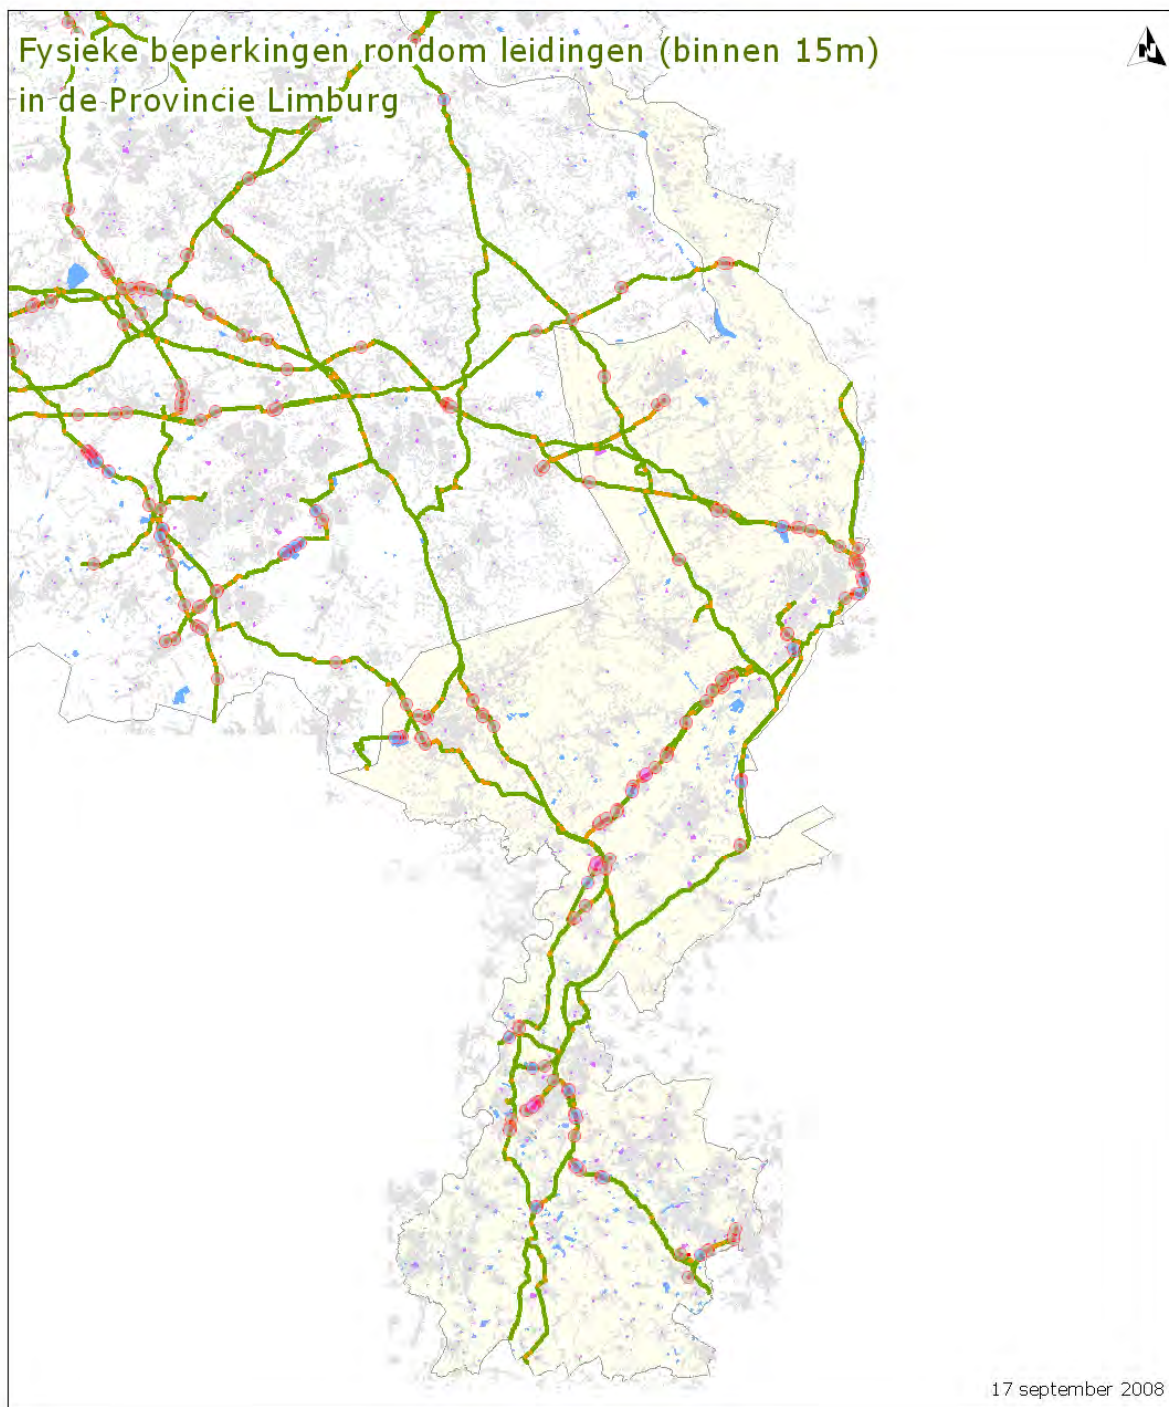 Fysieke beperkingen rondom leidingen (binnen 15m)
in de Provincie Limburg
N
17 september 2008